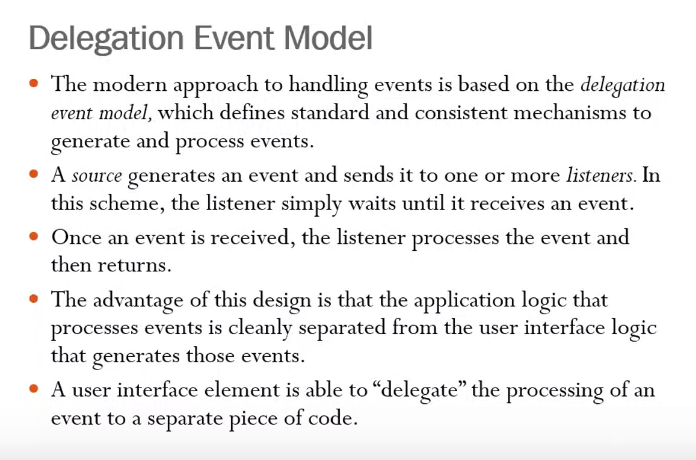 Delegation Event Model
• The modern approach to handling events is based on the delegation
event model, which defines standard and consistent mechanisms to
generate and process events.
• A source generates an event and sends it to one or more listeners. In
this scheme, the listener simply waits until it receives an event.
• Once an event is received, the listener processes the event and
then returns.
• The advantage of this design is that the application logic that
processes events is cleanly separated from the user interface logic
that generates those events.
• A user interface element is able to “delegate” the processing of an
event to a separate piece of code.